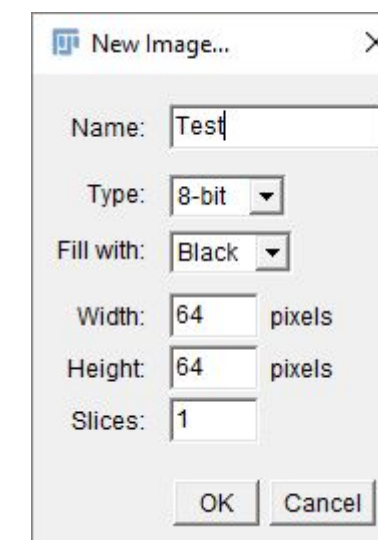 New Image...
Name: Test
Type: 8-bit
Fill with: Black
Width: 64 pixels
Height: 64 pixels
Slices: 1
OK Cancel